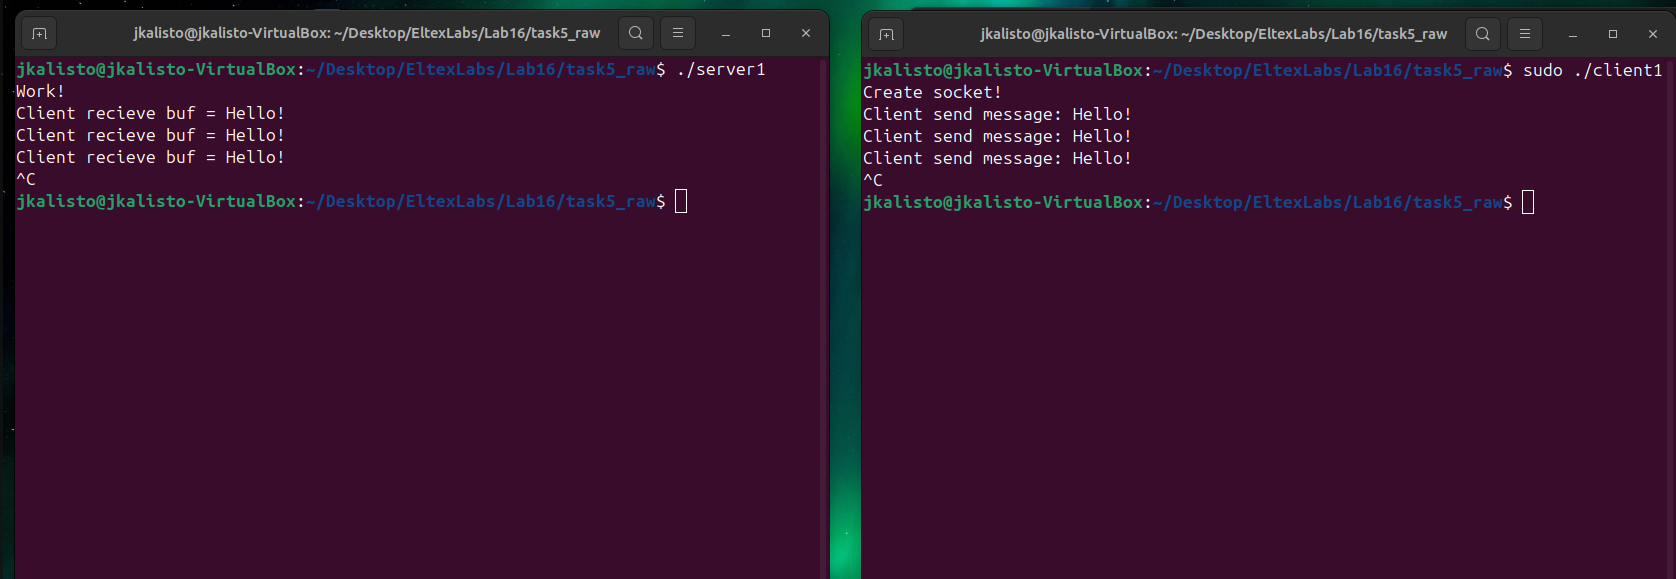 jkalisto@jkalisto-VirtualBox: ~/Desktop/EltexLabs/Lab16/task5_raw
jkalisto@jkalisto-VirtualBox:~/Desktop/EltexLabs/Lab16/task5_raw$ ./server1
Work!
Client recieve buf = Hello!
Client recieve buf = Hello!
Client recieve buf = Hello!
^C
jkalisto@jkalisto-VirtualBox:~/Desktop/EltexLabs/Lab16/task5_raw$
jkalisto@jkalisto-VirtualBox: ~/Desktop/EltexLabs/Lab16/task5_raw
jkalisto@jkalisto-VirtualBox:~/Desktop/EltexLabs/Lab16/task5_raw$ sudo ./client1
Create socket!
Client send message: Hello!
Client send message: Hello!
Client send message: Hello!
^C
jkalisto@jkalisto-VirtualBox:~/Desktop/EltexLabs/Lab16/task5_raw$